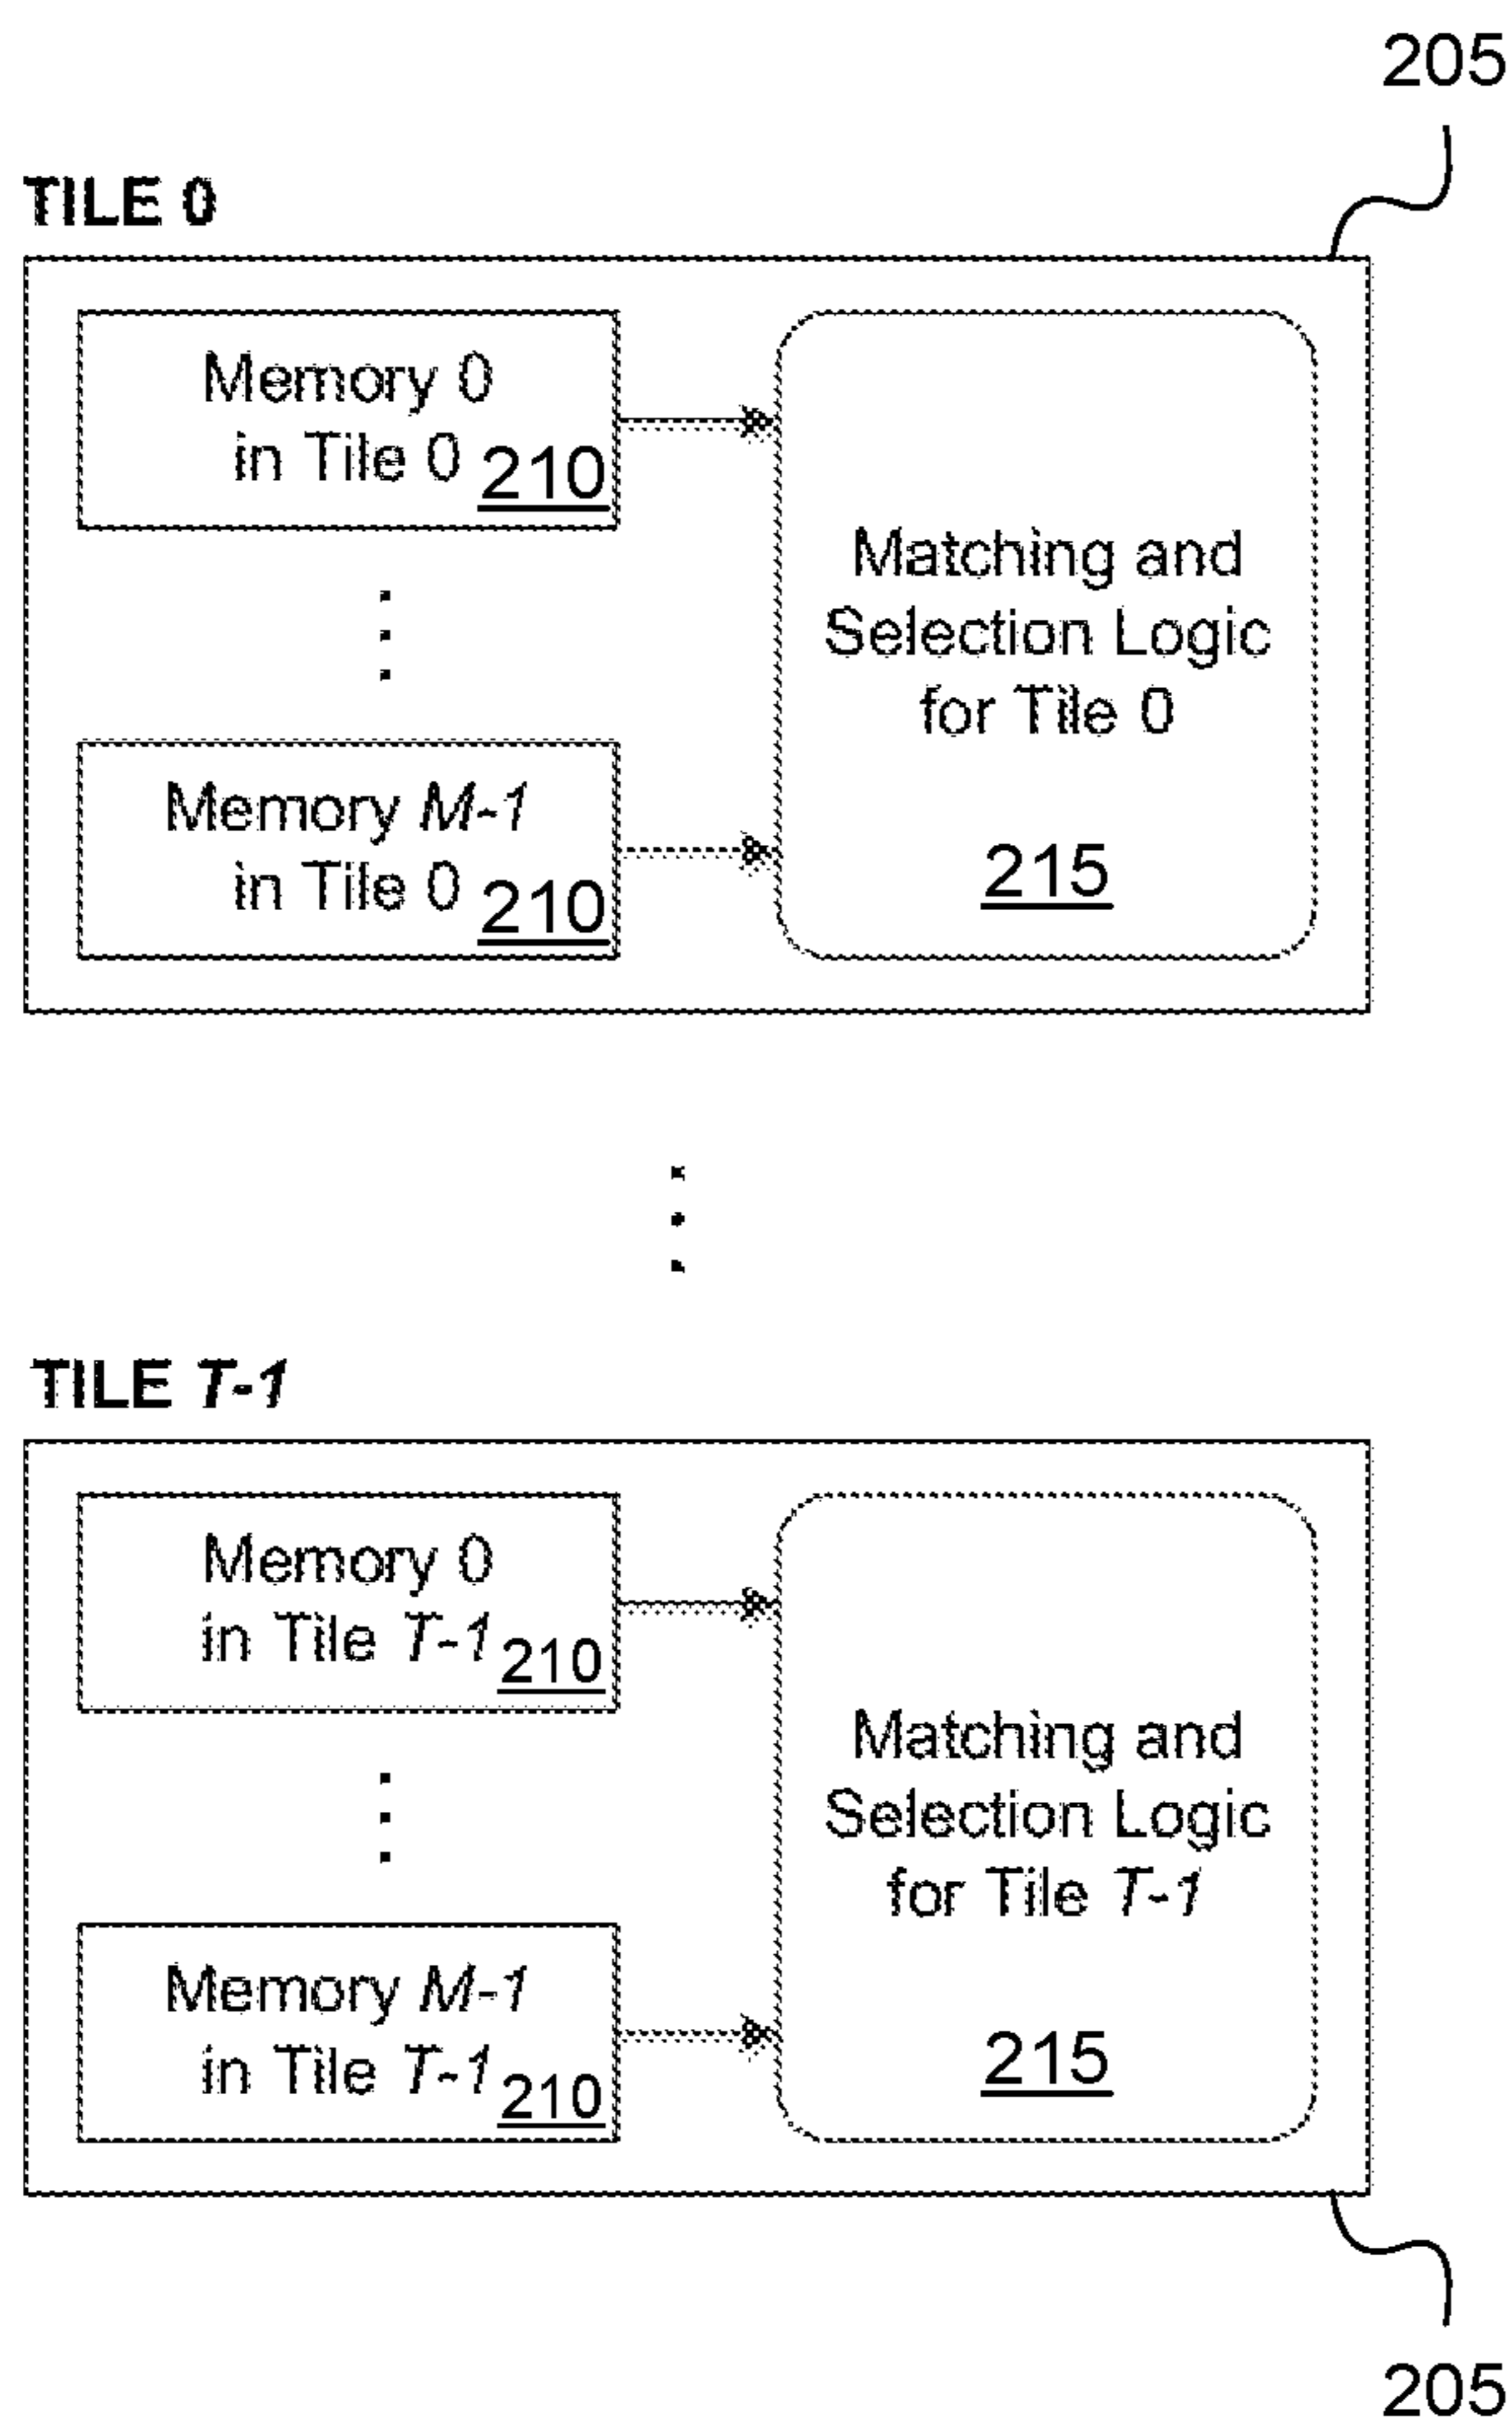 205
TILE 0
Memory 0
in Tile 0 210
Matching and
Selection Logic
for Tile 0
215
Memory M-1
in Tile 0 210
TILE T-1
Memory 0
in Tile T-1 210
Matching and
Selection Logic
for Tile T-1
215
Memory M-1
in Tile T-1 210
205